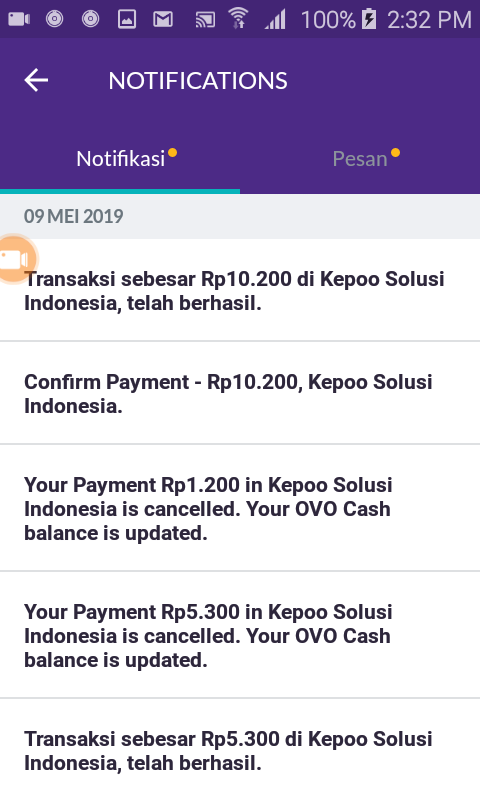 100% 2:32 PM
NOTIFICATIONS
Notifikasi
Pesan
09 MEI 2019
Transaksi sebesar Rp10.200 di Kepoo Solusi
Indonesia, telah berhasil.
Confirm Payment - Rp10.200, Kepoo Solusi
Indonesia.
Your Payment Rp1.200 in Kepoo Solusi
Indonesia is cancelled. Your OVO Cash
balance is updated.
Your Payment Rp5.300 in Kepoo Solusi
Indonesia is cancelled. Your OVO Cash
balance is updated.
Transaksi sebesar Rp5.300 di Kepoo Solusi
Indonesia, telah berhasil.